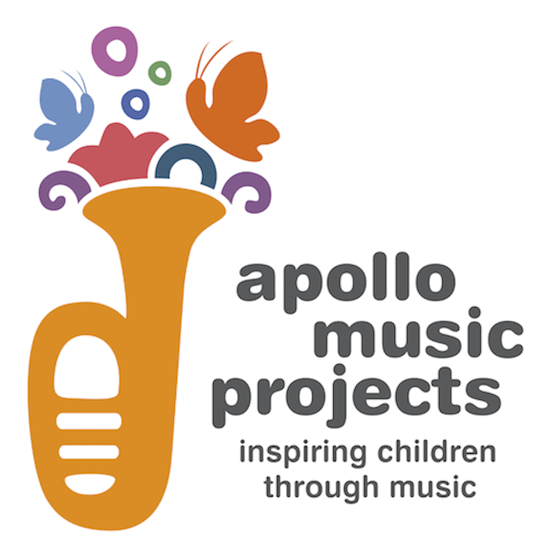 apollo
music
projects
inspiring children
through music